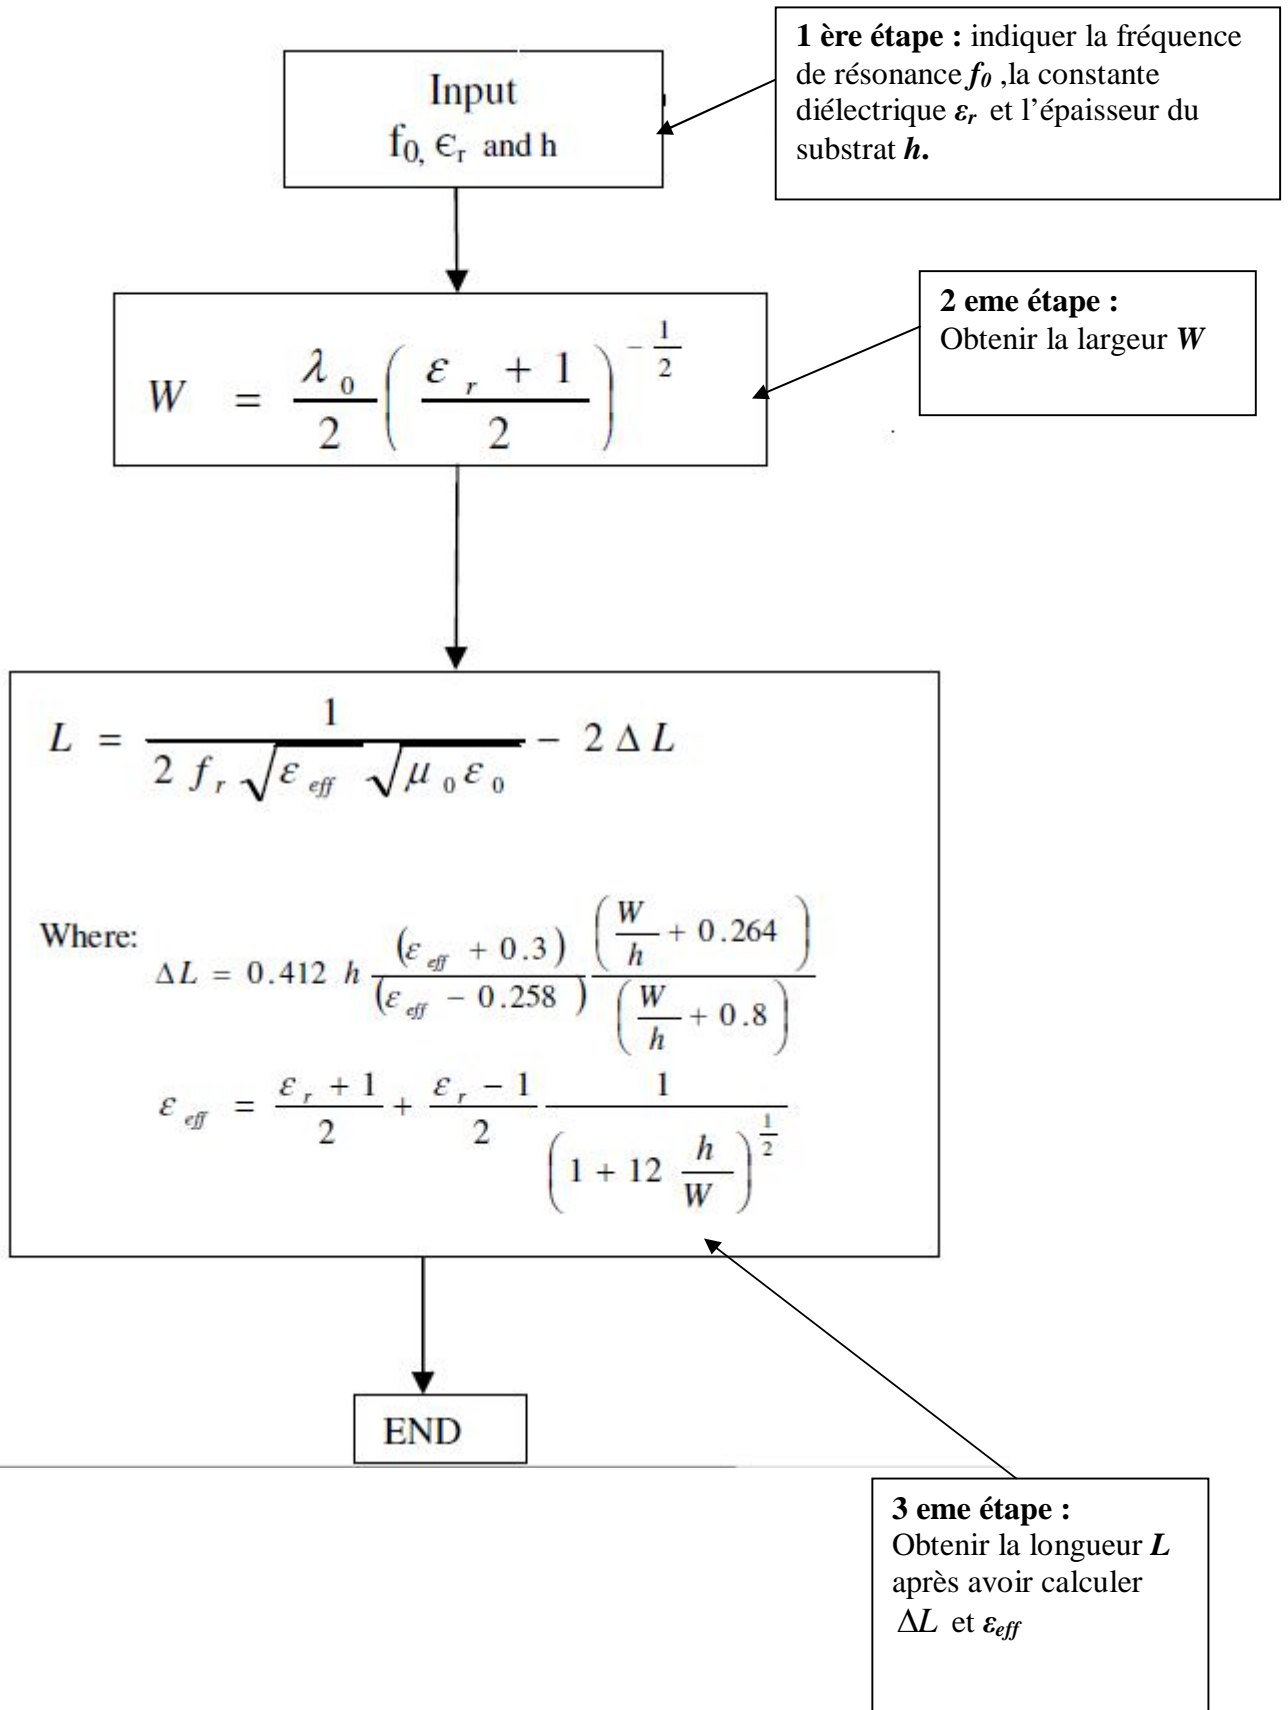 1 ère étape : indiquer la fréquence
de résonance f0 ,la constante
diélectrique εr et l’épaisseur du
substrat h.
Input
f0, ϵr and h
2 eme étape :
Obtenir la largeur W
W = λ0/2 ( (εr + 1)/2 )^(-1/2)
L = 1/(2 fr √εeff √μ0 ε0) - 2 ΔL
Where:
ΔL = 0.412 h (εeff + 0.3)/(εeff - 0.258) (W/h + 0.264)/(W/h + 0.8)
εeff = (εr + 1)/2 + (εr - 1)/2 1/(1 + 12 h/W)^(1/2)
END
3 eme étape :
Obtenir la longueur L
après avoir calculer
ΔL et εeff